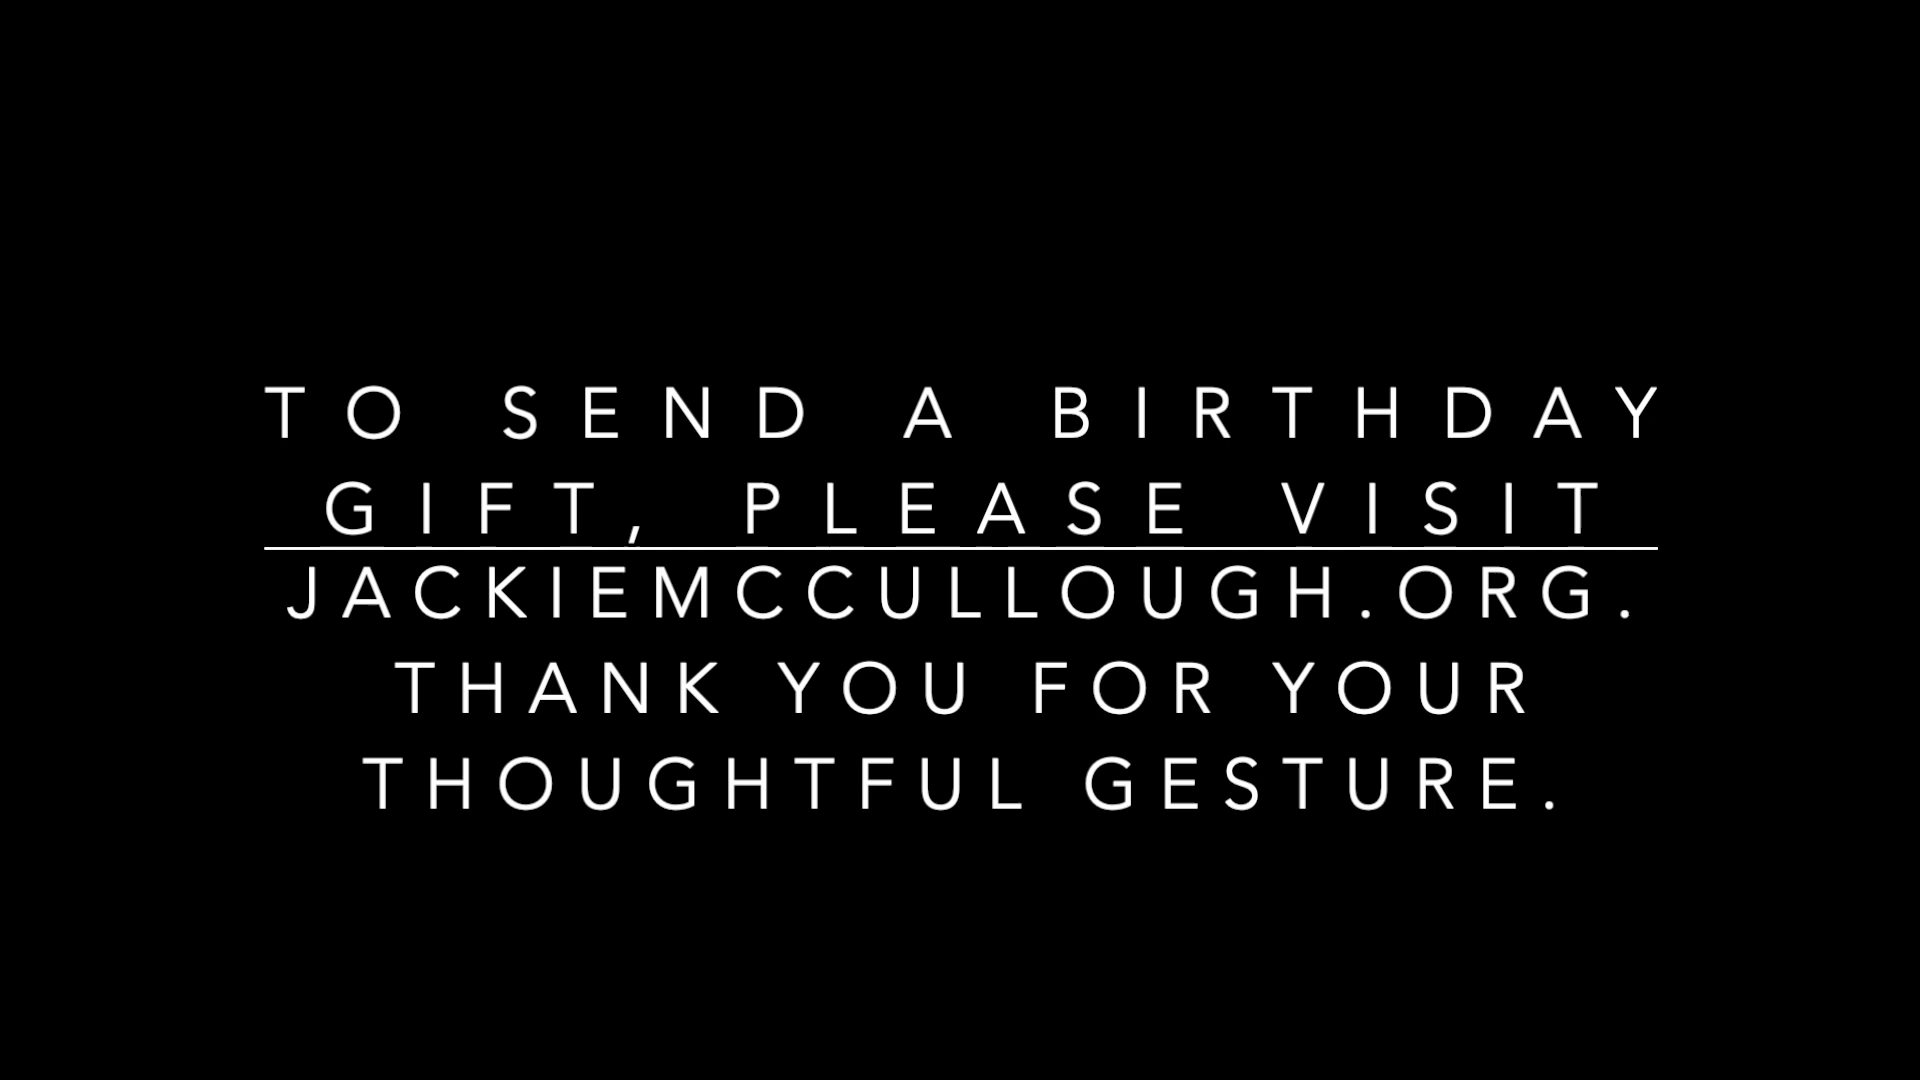 TO SEND A BIRTHDAY
GIFT, PLEASE VISIT
JACKIEMCCULLOUGH.ORG.
THANK YOU FOR YOUR
THOUGHTFUL GESTURE.